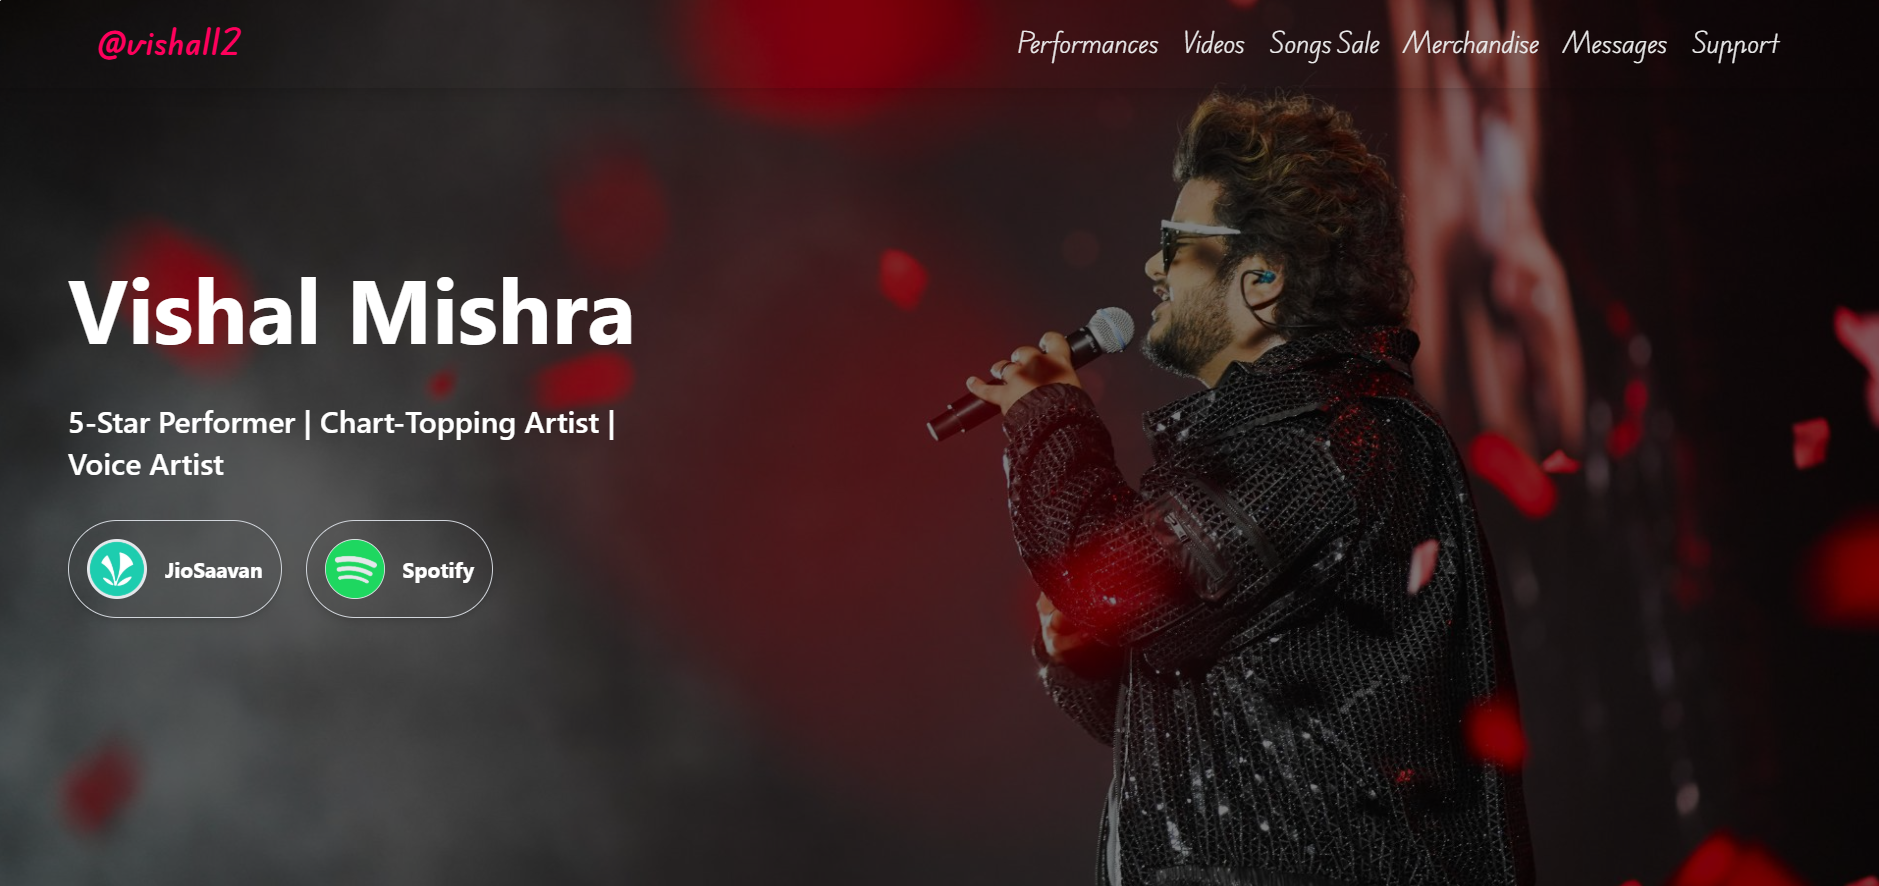 @vishall2
Performances Videos Songs Sale Merchandise Messages Support
Vishal Mishra
5-Star Performer | Chart-Topping Artist |
Voice Artist
JioSaavan Spotify